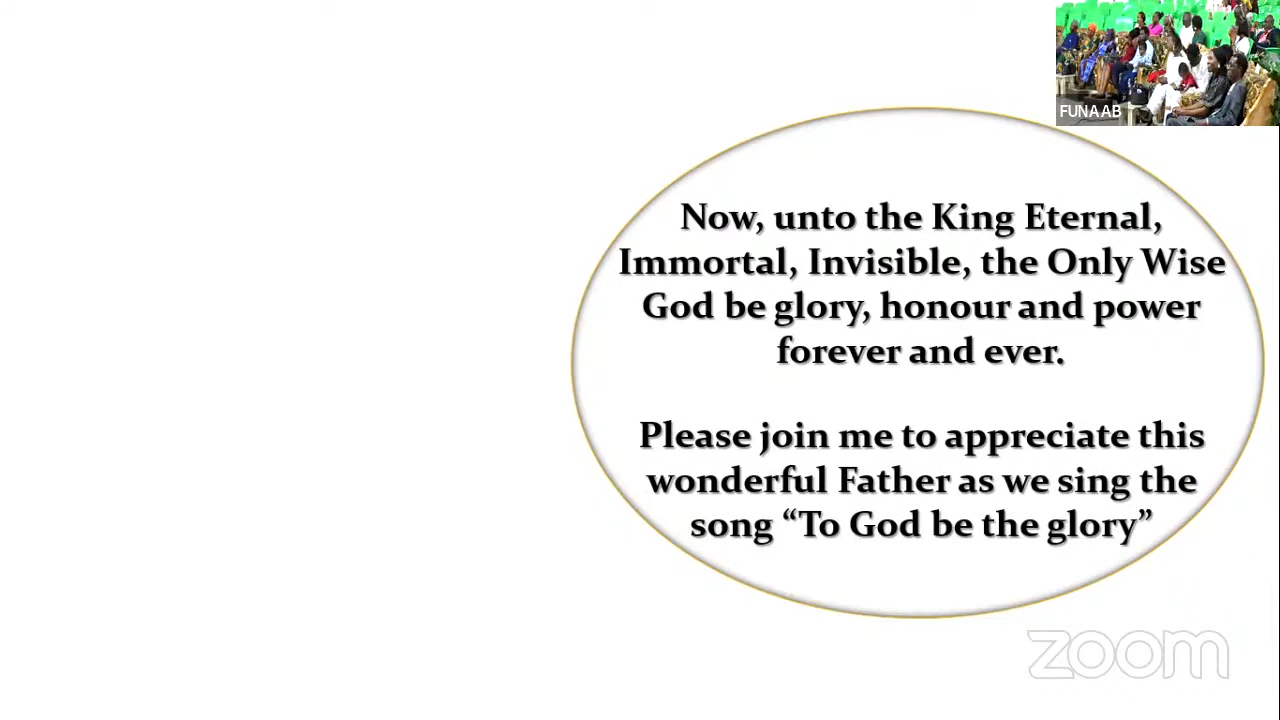 FUNAAB
Now, unto the King Eternal,
Immortal, Invisible, the Only Wise
God be glory, honour and power
forever and ever.
Please join me to appreciate this
wonderful Father as we sing the
song “To God be the glory”
zoom